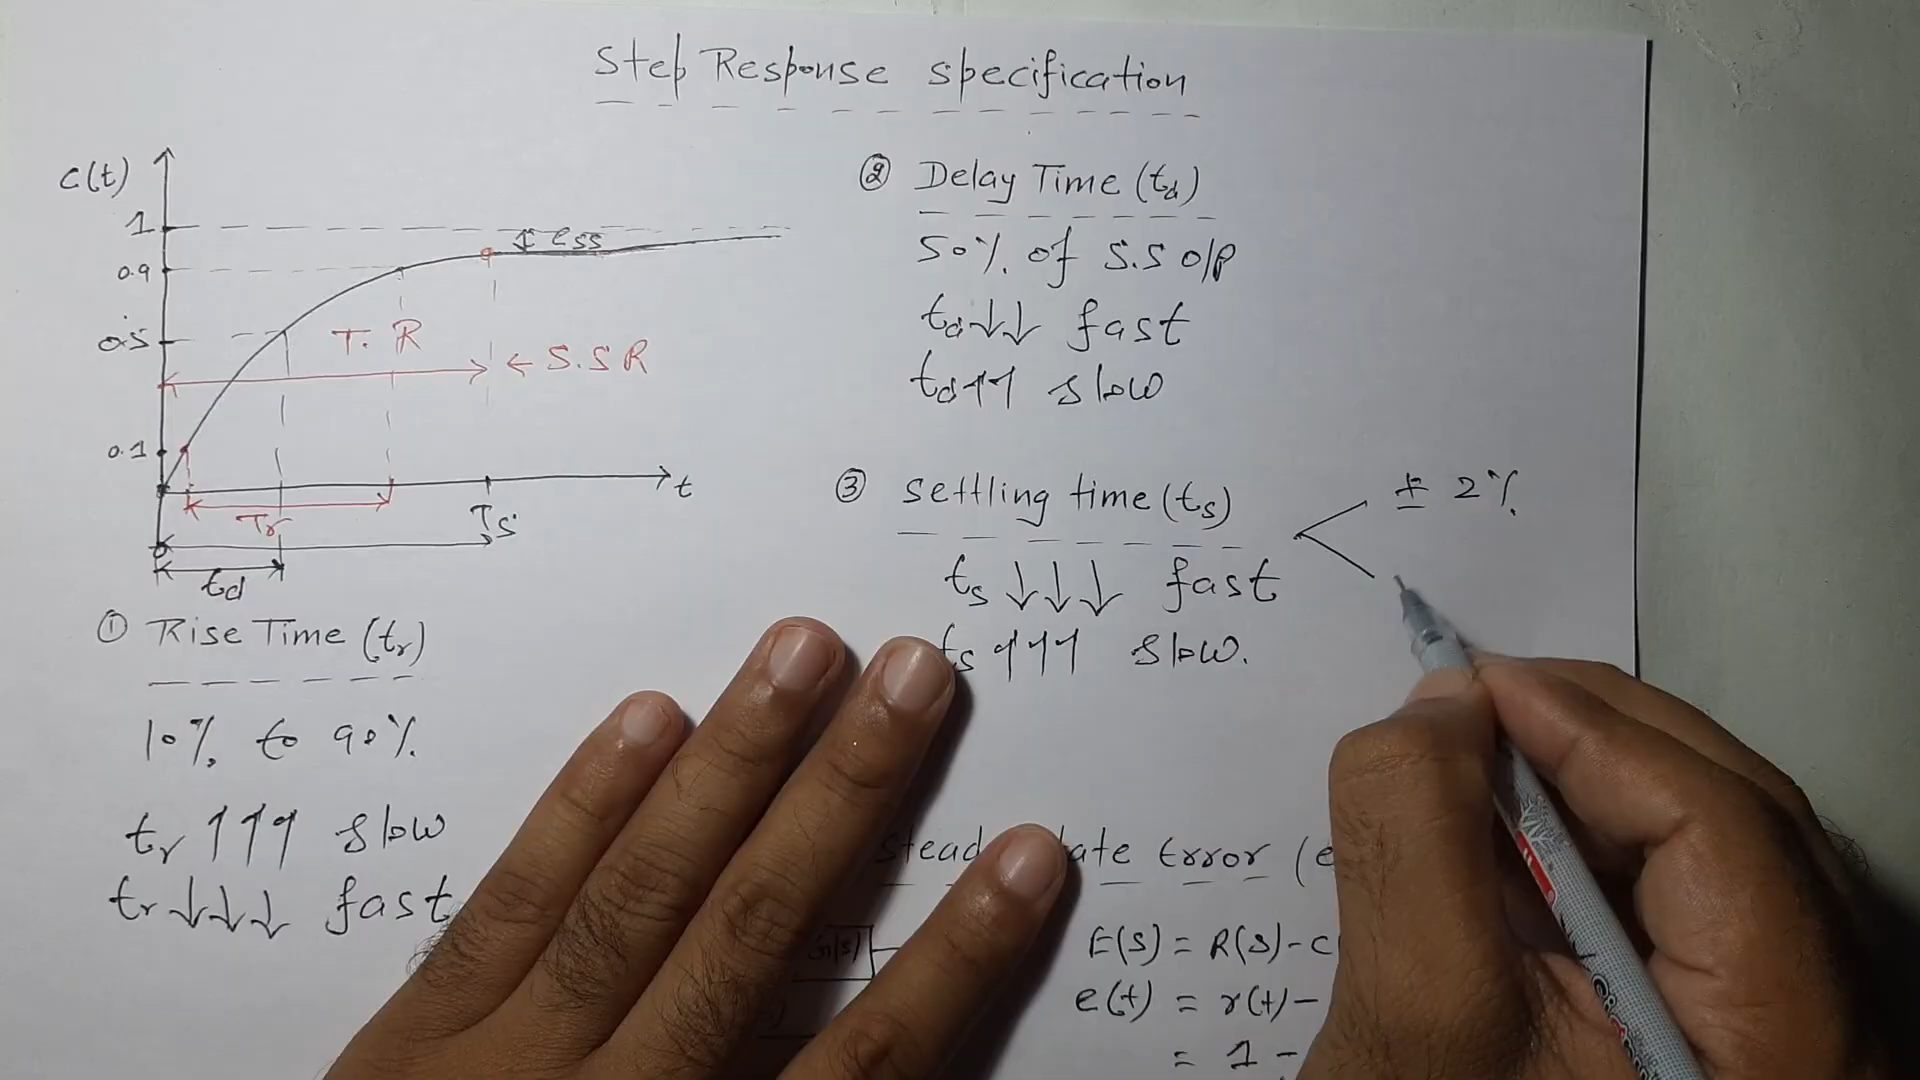 Step Response specification
c(t)
1
ess
0.9
0.5
T.R
← S.S R
0.1
t
Tr
Ts
0
td
① Rise Time (tr)
10% to 90%
tr ↑↑↑ slow
tr ↓↓↓ fast
② Delay Time (td)
50% of S.S o/p
td↓↓ fast
td↑↑ slow
③ Settling time (ts)
± 2%
ts ↓↓↓ fast
ts ↑↑↑ slow.
Error (e
E(s) = R(s) - c
e(t) = r(t) -
= 1 -